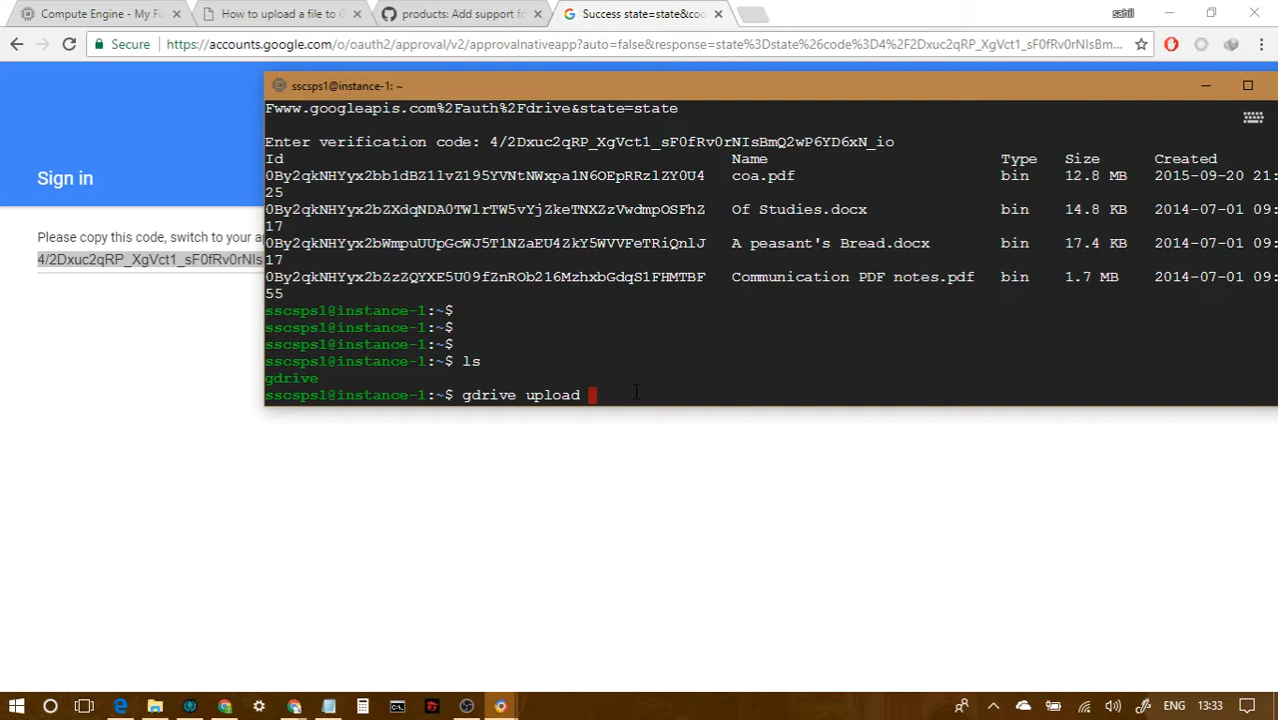 Compute Engine - My Fi
How to upload a file to G
products: Add support fo
Success state=state&coo
sahil
Secure
https://accounts.google.com/o/oauth2/approval/v2/approvalnativeapp?auto=false&response=state%3Dstate%26code%3D4%2F2Dxuc2qRP_XgVct1_sF0fRv0rNIsBm...
sscsps1@instance-1: ~
Sign in
Please copy this code, switch to your ap
4/2Dxuc2qRP_XgVct1_sF0fRv0rNIs
Fwww.googleapis.com%2Fauth%2Fdrive&state=state
Enter verification code: 4/2Dxuc2qRP_XgVct1_sF0fRv0rNIsBmQ2wP6YD6xN_io
Id Name Type Size Created
0By2qkNHYyx2bb1dBZ1lvZl95YVNtNWxpa1N6OEpRRzlZY0U4 coa.pdf bin 12.8 MB 2015-09-20 21:
25
0By2qkNHYyx2bZXdqNDA0TWlrTW5vYjZkeTNXZzVwdmpOSFhZ Of Studies.docx bin 14.8 KB 2014-07-01 09:
17
0By2qkNHYyx2bWmpuUUpGcWJ5T1NZaEU4ZkY5WVVFeTRiQnlJ A peasant's Bread.docx bin 17.4 KB 2014-07-01 09:
17
0By2qkNHYyx2bZzZQYXE5U09fZnROb216MzhxbGdqS1FHMTBF Communication PDF notes.pdf bin 1.7 MB 2014-07-01 09:
55
sscsps1@instance-1:~$
sscsps1@instance-1:~$
sscsps1@instance-1:~$
sscsps1@instance-1:~$ ls
gdrive
sscsps1@instance-1:~$ gdrive upload
ENG
13:33